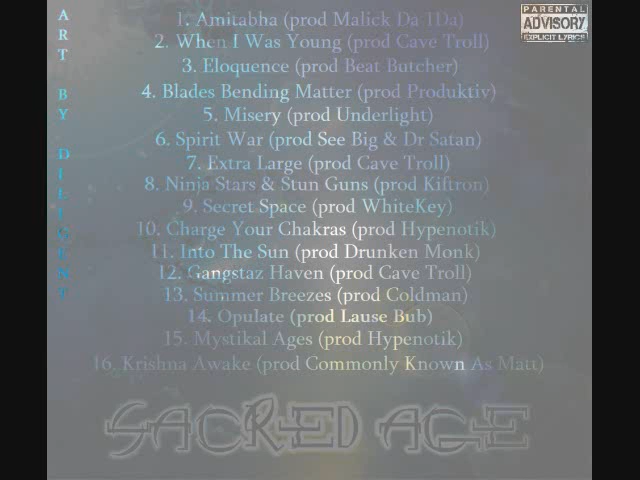 PARENTAL
ADVISORY
EXPLICIT LYRICS
ART BY DILIGENT
1. Amitabha (prod Malick Da 1Da)
2. When I Was Young (prod Cave Troll)
3. Eloquence (prod Beat Butcher)
4. Blades Bending Matter (prod Produktiv)
5. Misery (prod Underlight)
6. Spirit War (prod See Big & Dr Satan)
7. Extra Large (prod Cave Troll)
8. Ninja Stars & Stun Guns (prod Kiftron)
9. Secret Space (prod WhiteKey)
10. Charge Your Chakras (prod Hypenotik)
11. Into The Sun (prod Drunken Monk)
12. Gangstaz Haven (prod Cave Troll)
13. Summer Breezes (prod Coldman)
14. Opulate (prod Lause Bub)
15. Mystikal Ages (prod Hypenotik)
16. Krishna Awake (prod Commonly Known As Matt)
SACRED AGE